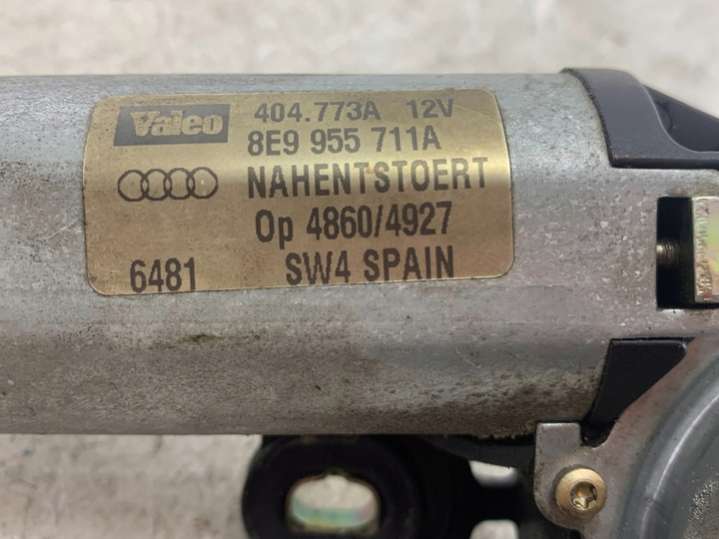 Valeo 404.773A 12V
8E9 955 711A
NAHENTSTOERT
Op 4860/4927
6481 SW4 SPAIN